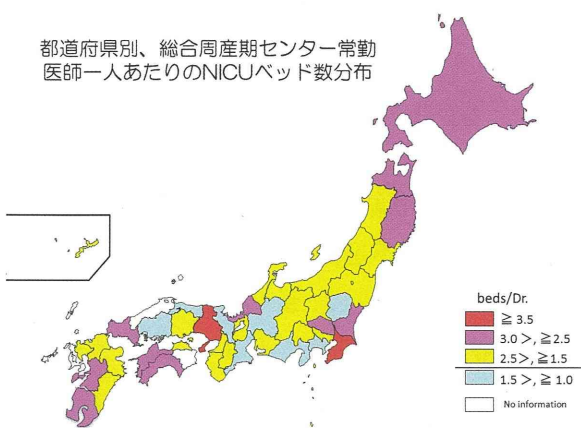 都道府県別、総合周産期センター常勤
医師一人あたりのNICUベッド数分布
beds/Dr.
≧ 3.5
3.0 >, ≧2.5
2.5>, ≧1.5
1.5 >, ≧ 1.0
No information